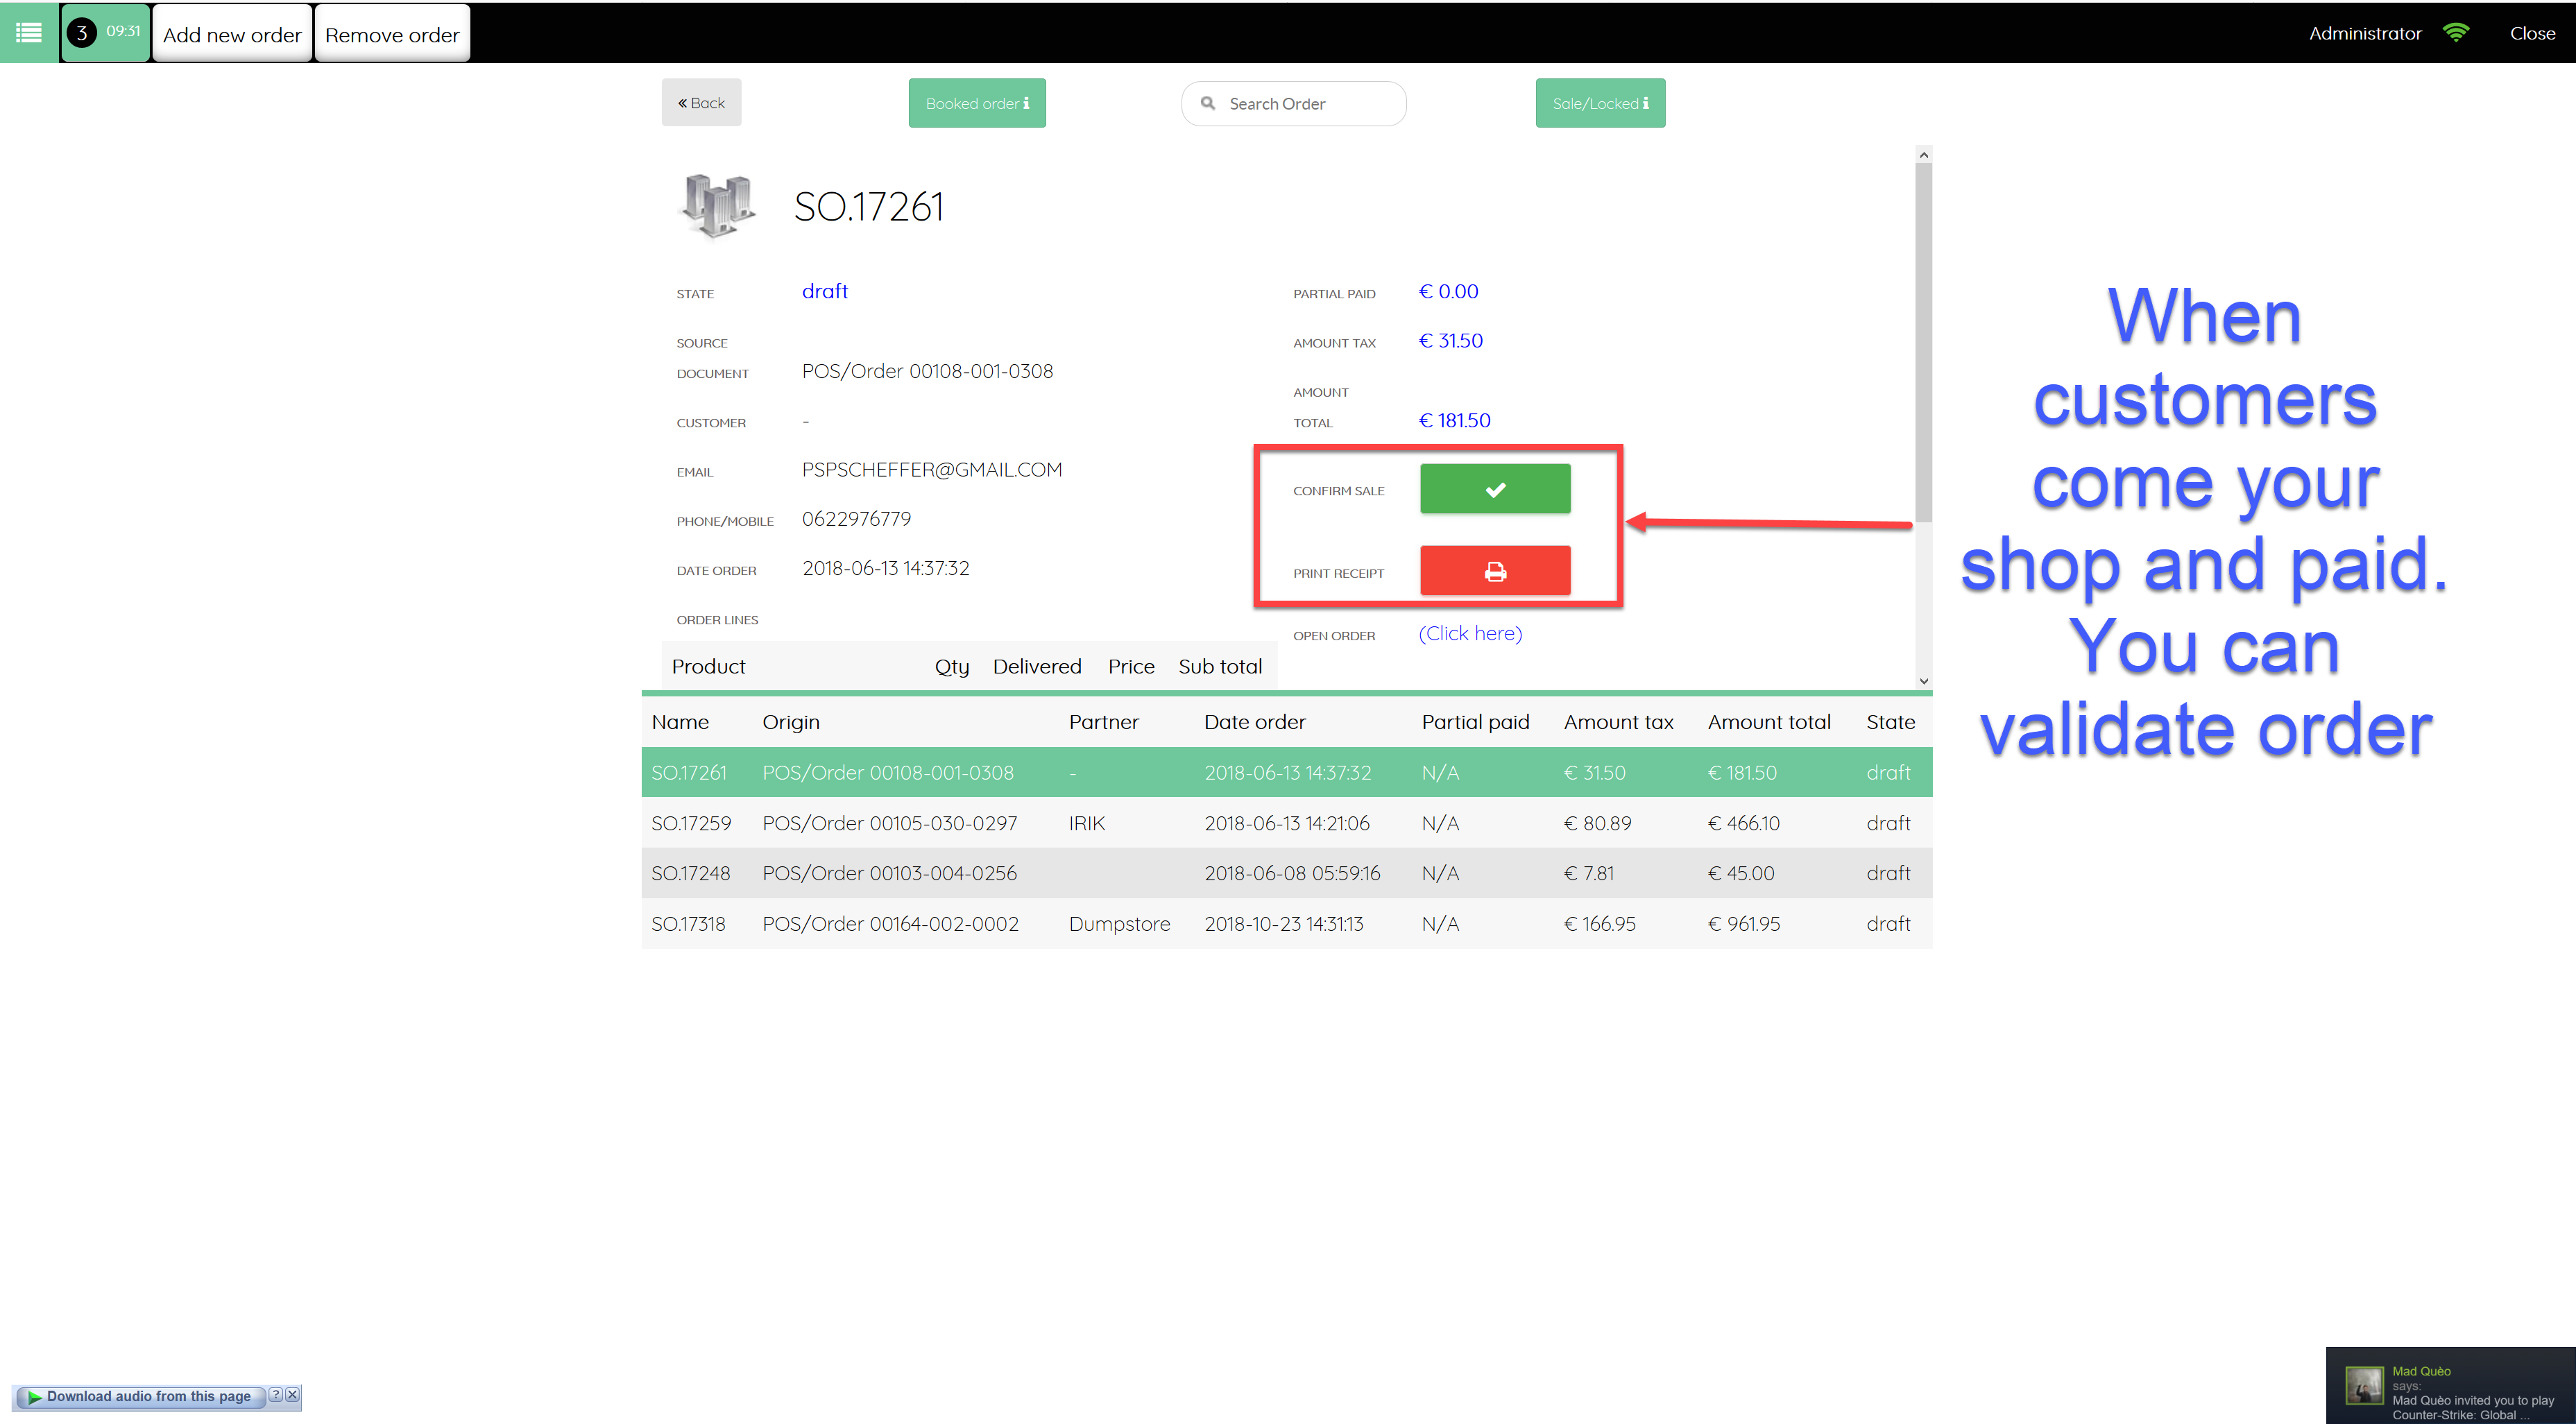 3 09:31 Add new order Remove order Administrator Close
« Back Booked order i Search Order Sale/Locked i
SO.17261
STATE draft
SOURCE DOCUMENT POS/Order 00108-001-0308
CUSTOMER -
EMAIL PSPSCHEFFER@GMAIL.COM
PHONE/MOBILE 0622976779
DATE ORDER 2018-06-13 14:37:32
ORDER LINES
Product Qty Delivered Price Sub total
PARTIAL PAID € 0.00
AMOUNT TAX € 31.50
AMOUNT TOTAL € 181.50
CONFIRM SALE
PRINT RECEIPT
OPEN ORDER (Click here)
When
customers
come your
shop and paid.
You can
validate order
Name Origin Partner Date order Partial paid Amount tax Amount total State
SO.17261 POS/Order 00108-001-0308 - 2018-06-13 14:37:32 N/A € 31.50 € 181.50 draft
SO.17259 POS/Order 00105-030-0297 IRIK 2018-06-13 14:21:06 N/A € 80.89 € 466.10 draft
SO.17248 POS/Order 00103-004-0256 2018-06-08 05:59:16 N/A € 7.81 € 45.00 draft
SO.17318 POS/Order 00164-002-0002 Dumpstore 2018-10-23 14:31:13 N/A € 166.95 € 961.95 draft
Download audio from this page ? X
Mad Quèo
says:
Mad Quèo invited you to play
Counter-Strike: Global ...